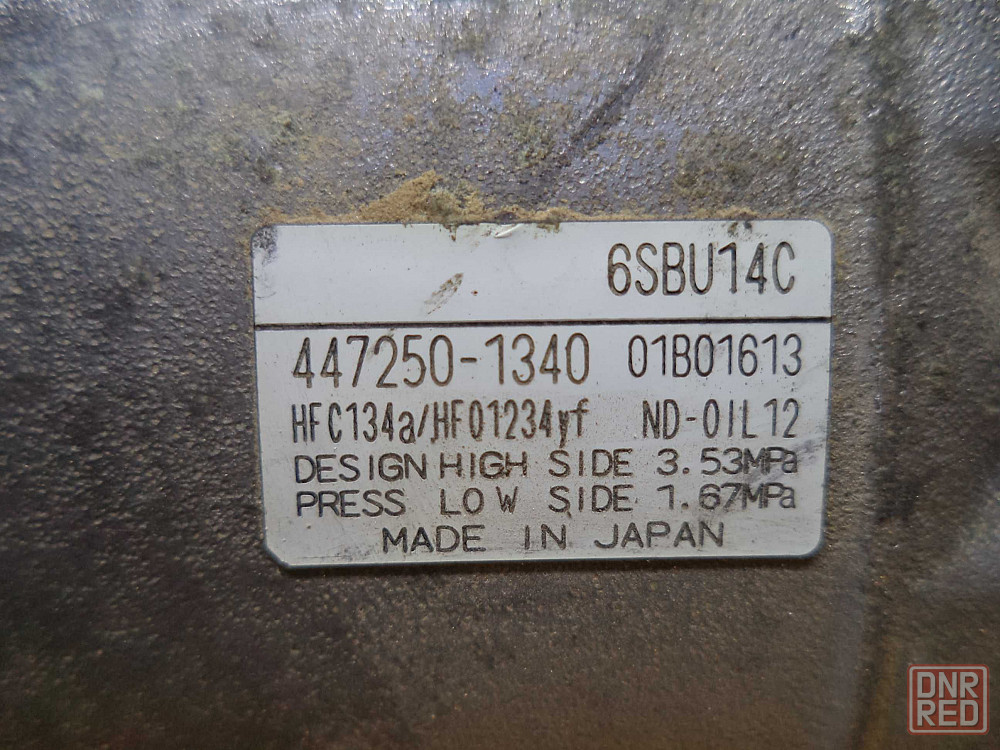 6SBU14C
447250-1340 01B01613
HFC134a/HFO1234yf ND-OIL12
DESIGN HIGH SIDE 3.53MPa
PRESS LOW SIDE 1.67MPa
MADE IN JAPAN
DNR
RED